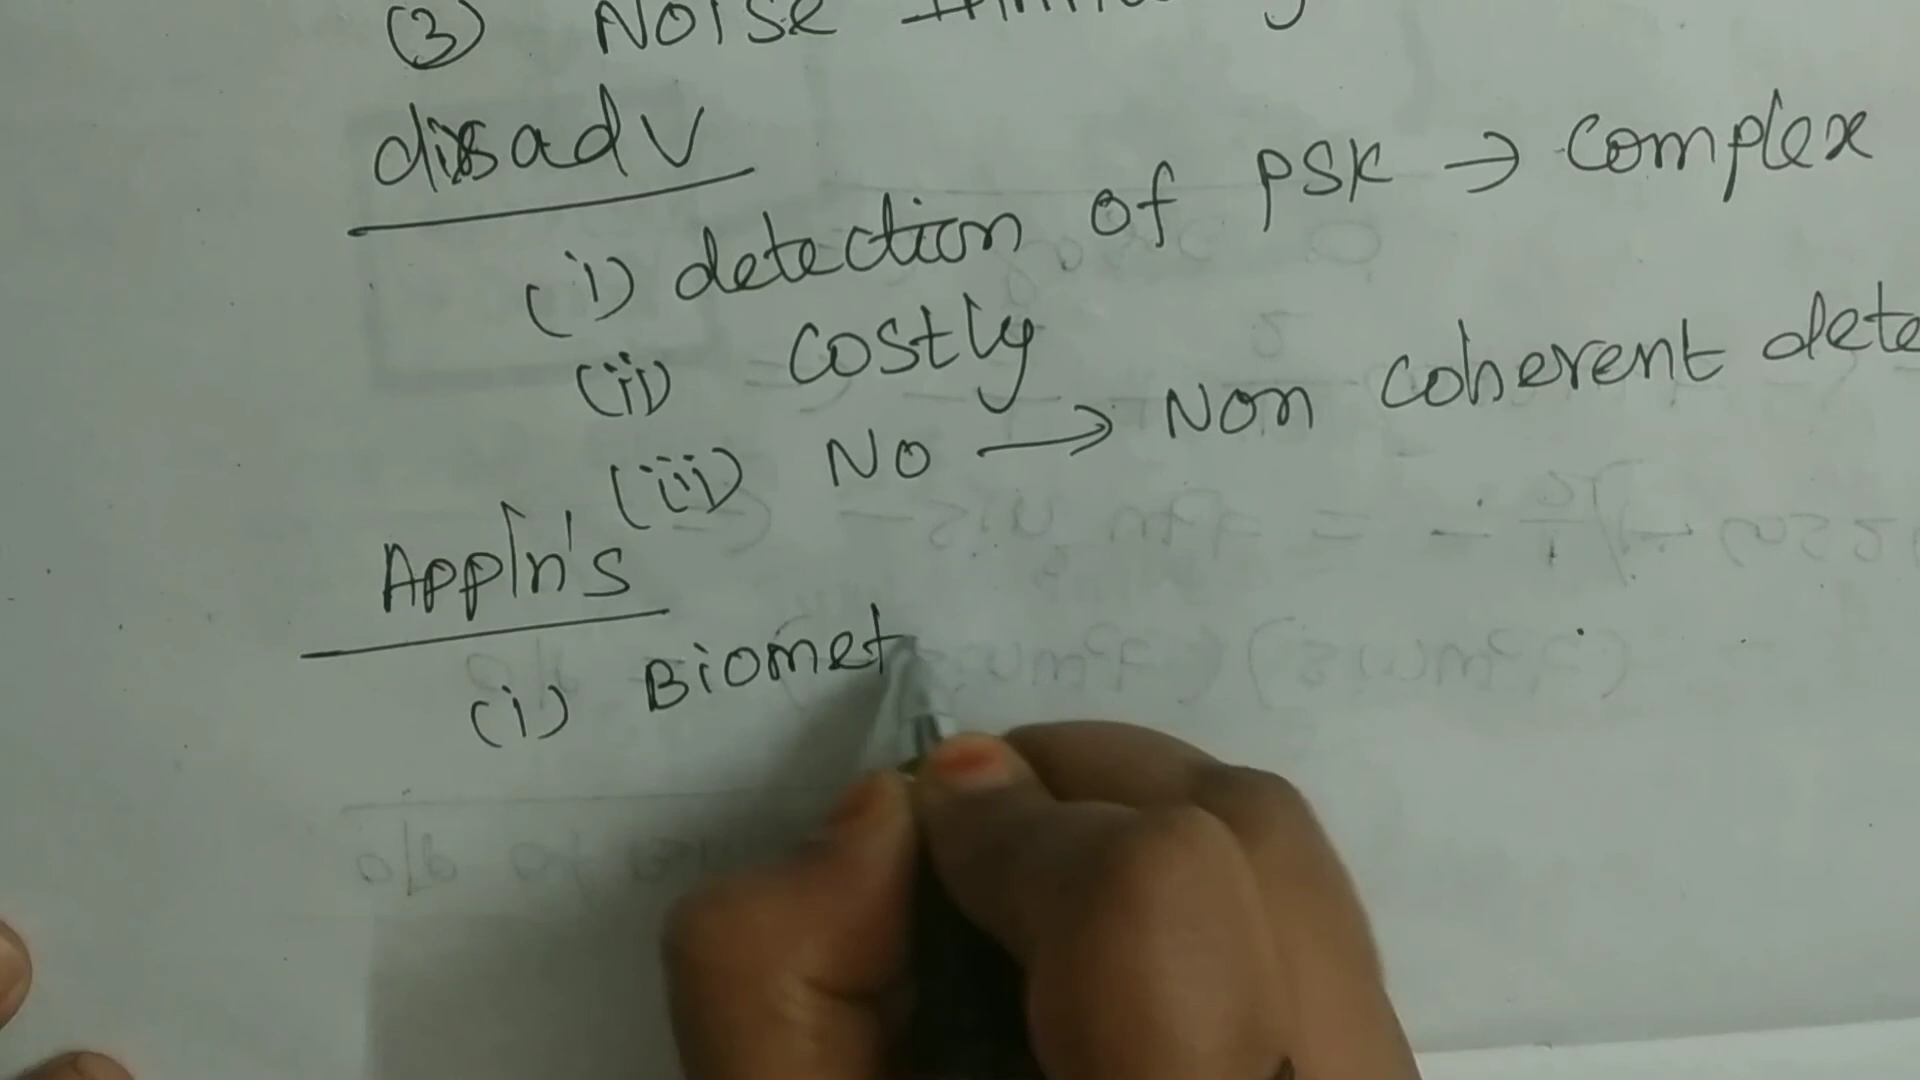 (3) Noise
disadv
(i) detection of PSK → complex
(ii) costly
(iii) No → Non coherent dete
Appln's
(i) Biomet